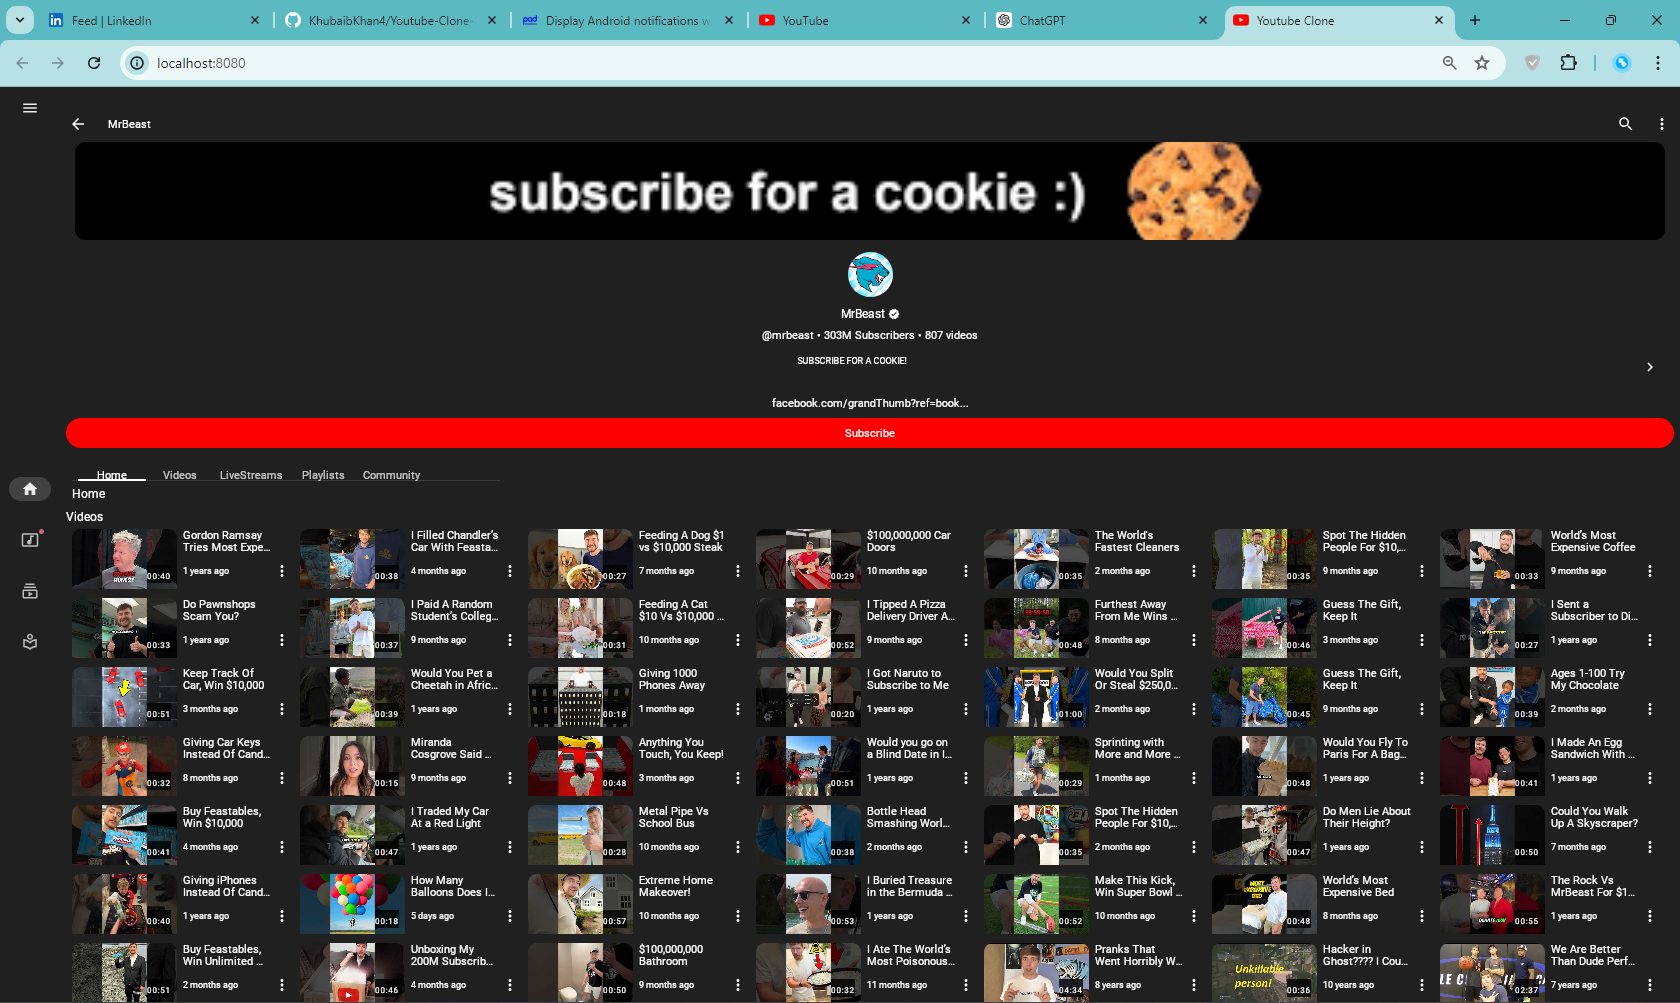 Feed | LinkedIn
KhubaibKhan4/Youtube-Clone-
Display Android notifications w
YouTube
ChatGPT
Youtube Clone
localhost:8080
MrBeast
subscribe for a cookie :)
MrBeast
@mrbeast • 303M Subscribers • 807 videos
SUBSCRIBE FOR A COOKIE!
facebook.com/grandThumb?ref=book...
Subscribe
Home Videos LiveStreams Playlists Community
Home
Videos
Gordon Ramsay Tries Most Expe...
1 years ago
00:40
I Filled Chandler's Car With Feasta...
4 months ago
00:38
Feeding A Dog $1 vs $10,000 Steak
7 months ago
00:27
$100,000,000 Car Doors
10 months ago
00:29
The World's Fastest Cleaners
2 months ago
00:35
Spot The Hidden People For $10,...
9 months ago
00:35
World's Most Expensive Coffee
9 months ago
00:33
Do Pawnshops Scam You?
1 years ago
00:33
I Paid A Random Student's Colleg...
9 months ago
00:37
Feeding A Cat $10 Vs $10,000 ...
10 months ago
00:31
I Tipped A Pizza Delivery Driver A...
9 months ago
00:52
Furthest Away From Me Wins ...
8 months ago
00:48
Guess The Gift, Keep It
3 months ago
00:46
I Sent a Subscriber to Di...
1 years ago
00:27
Keep Track Of Car, Win $10,000
3 months ago
00:51
Would You Pet a Cheetah in Afric...
1 years ago
00:39
Giving 1000 Phones Away
1 months ago
00:18
I Got Naruto to Subscribe to Me
1 years ago
00:20
Would You Split Or Steal $250,0...
2 months ago
01:00
Guess The Gift, Keep It
9 months ago
00:45
Ages 1-100 Try My Chocolate
2 months ago
00:39
Giving Car Keys Instead Of Cand...
8 months ago
00:32
Miranda Cosgrove Said ...
9 months ago
00:15
Anything You Touch, You Keep!
3 months ago
00:48
Would you go on a Blind Date in I...
1 years ago
00:51
Sprinting with More and More ...
1 months ago
00:29
Would You Fly To Paris For A Bag...
1 years ago
00:48
I Made An Egg Sandwich With ...
1 years ago
00:41
Buy Feastables, Win $10,000
4 months ago
00:41
I Traded My Car At a Red Light
1 years ago
00:47
Metal Pipe Vs School Bus
10 months ago
00:28
Bottle Head Smashing Worl...
2 months ago
00:38
Spot The Hidden People For $10,...
2 months ago
00:35
Do Men Lie About Their Height?
1 years ago
00:47
Could You Walk Up A Skyscraper?
7 months ago
00:50
Giving iPhones Instead Of Cand...
1 years ago
00:40
How Many Balloons Does I...
5 days ago
00:18
Extreme Home Makeover!
10 months ago
00:57
I Buried Treasure in the Bermuda ...
1 years ago
00:53
Make This Kick, Win Super Bowl ...
10 months ago
00:52
World's Most Expensive Bed
8 months ago
MOST EXPENSIVE BED
00:48
The Rock Vs MrBeast For $1...
1 years ago
00:55
Buy Feastables, Win Unlimited ...
2 months ago
00:51
Unboxing My 200M Subscrib...
4 months ago
00:46
$100,000,000 Bathroom
9 months ago
00:50
I Ate The World's Most Poisonous...
11 months ago
00:32
Pranks That Went Horribly W...
8 years ago
04:34
Hacker in Ghost???? I Cou...
10 years ago
Unkillable person!
00:36
We Are Better Than Dude Perf...
7 years ago
02:37